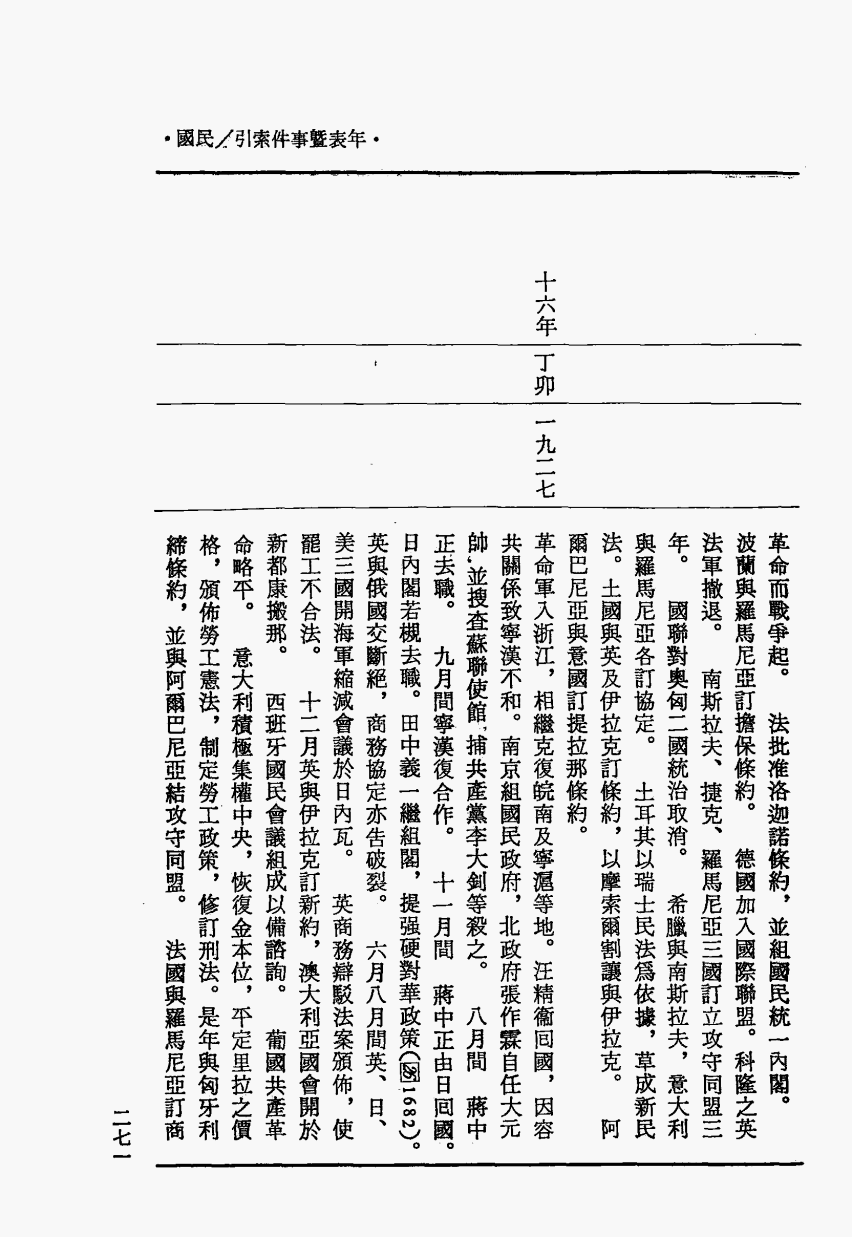 •國民／引索件事暨表年•
革命而戰爭起。　法批准洛迦諾條約，並組國民統一內閣。
波蘭與羅馬尼亞訂擔保條約。　德國加入國際聯盟。科隆之英
法軍撤退。　南斯拉夫、捷克、羅馬尼亞三國訂立攻守同盟三
年。　國聯對奧匈二國統治取消。　希臘與南斯拉夫，意大利
與羅馬尼亞各訂協定。　土耳其以瑞士民法爲依據，草成新民
法。土國與英及伊拉克訂條約，以摩索爾割讓與伊拉克。　阿
爾巴尼亞與意國訂提拉那條約。
十六年　丁卯　一九二七　革命軍入浙江，相繼克復皖南及寧滬等地。汪精衞回國，因容
共關係致寧漢不和。南京組國民政府，北政府張作霖自任大元
帥，並搜查蘇聯使館，捕共產黨李大釗等殺之。　八月間　蔣中
正去職。　九月間寧漢復合作。　十一月間　蔣中正由日回國。
日內閣若槻去職。田中義一繼組閣，提强硬對華政策(圖1682)。
英與俄國交斷絕，商務協定亦告破裂。　六月八月間英、日、
美三國開海軍縮減會議於日內瓦。　英商務辯駁法案頒佈，使
罷工不合法。　十二月英與伊拉克訂新約，澳大利亞國會開於
新都康搬那。　西班牙國民會議組成以備諮詢。　葡國共產革
命略平。　意大利積極集權中央，恢復金本位，平定里拉之價
格，頒佈勞工憲法，制定勞工政策，修訂刑法。是年與匈牙利
締條約，並與阿爾巴尼亞結攻守同盟。　法國與羅馬尼亞訂商
二七一